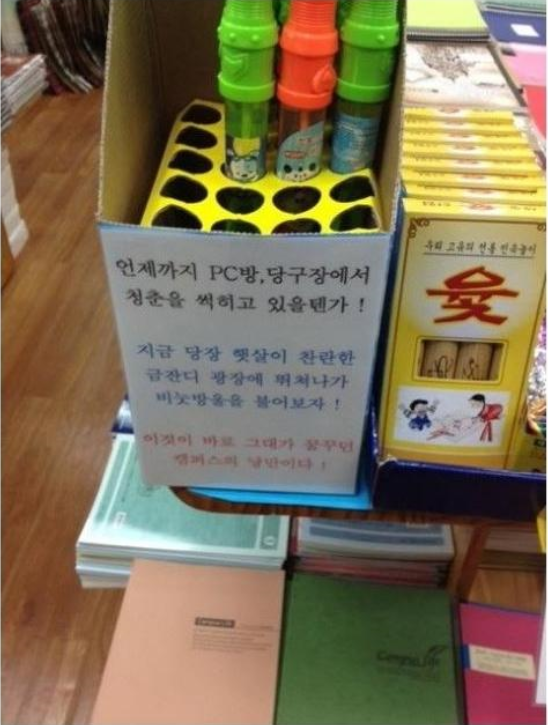 언제까지 PC방,당구장에서
청춘을 썩히고 있을텐가 !
지금 당장 햇살이 찬란한
금잔디 광장에 뛰쳐나가
비눗방울을 불어보자 !
이것이 바로 그대가 꿈꾸던
캠퍼스의 낭만이다 !
우리 고유의 전통 민속놀이
윷
Campus Life